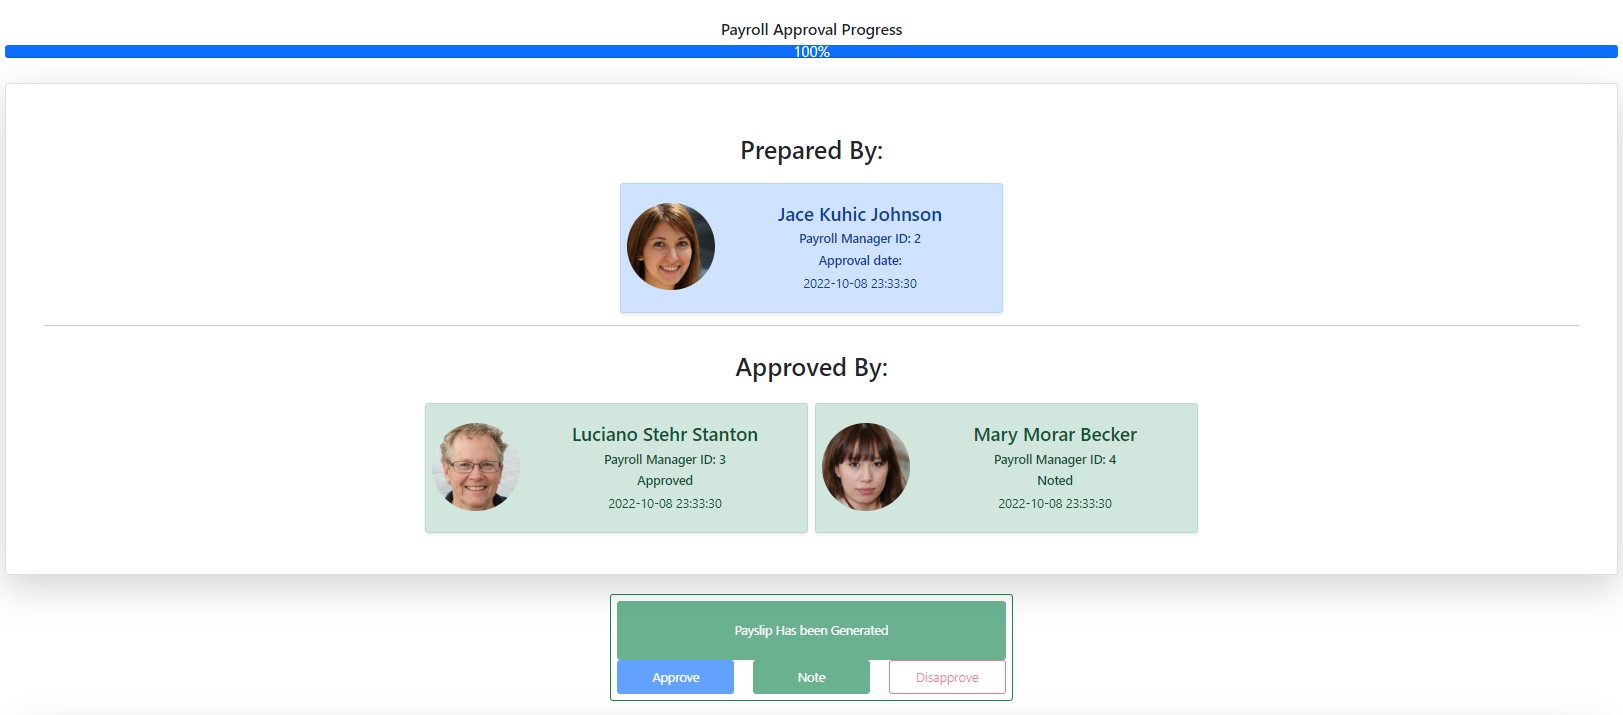 Payroll Approval Progress
100%
Prepared By:
Jace Kuhic Johnson
Payroll Manager ID: 2
Approval date:
2022-10-08 23:33:30
Approved By:
Luciano Stehr Stanton
Payroll Manager ID: 3
Approved
2022-10-08 23:33:30
Mary Morar Becker
Payroll Manager ID: 4
Noted
2022-10-08 23:33:30
Payslip Has been Generated
Approve
Note
Disapprove